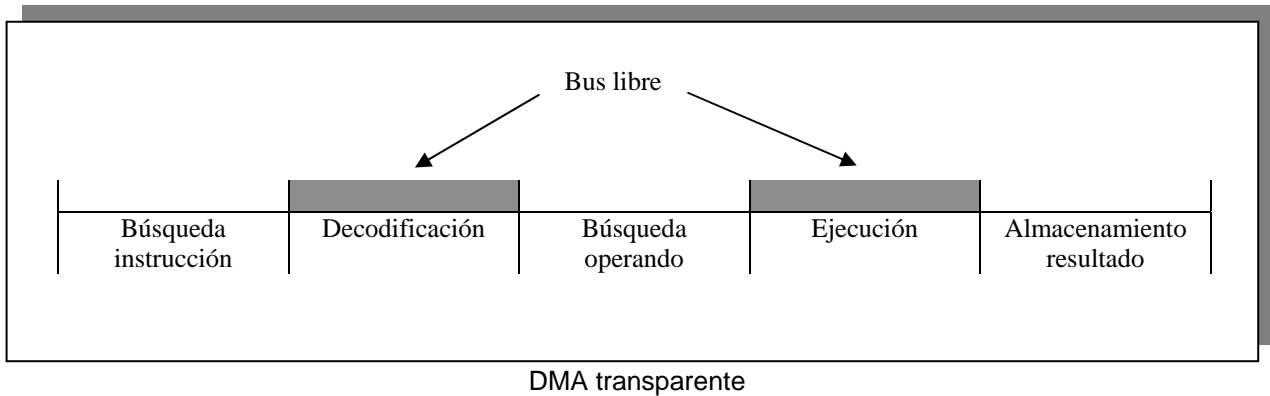 Bus libre
Búsqueda instrucción
Decodificación
Búsqueda operando
Ejecución
Almacenamiento resultado
DMA transparente